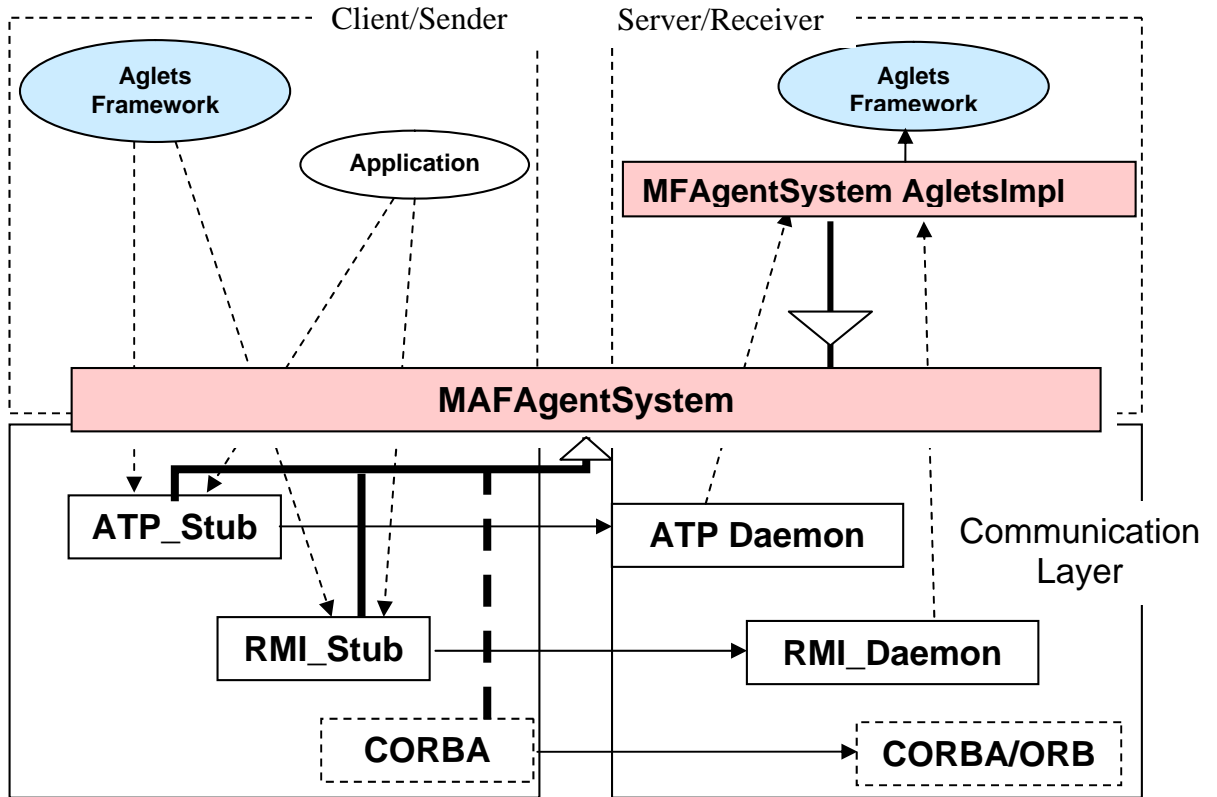 Client/Sender
Server/Receiver
Aglets
Framework
Aglets
Framework
Application
MFAgentSystem AgletsImpl
MAFAgentSystem
ATP_Stub
ATP Daemon
Communication
Layer
RMI_Stub
RMI_Daemon
CORBA
CORBA/ORB